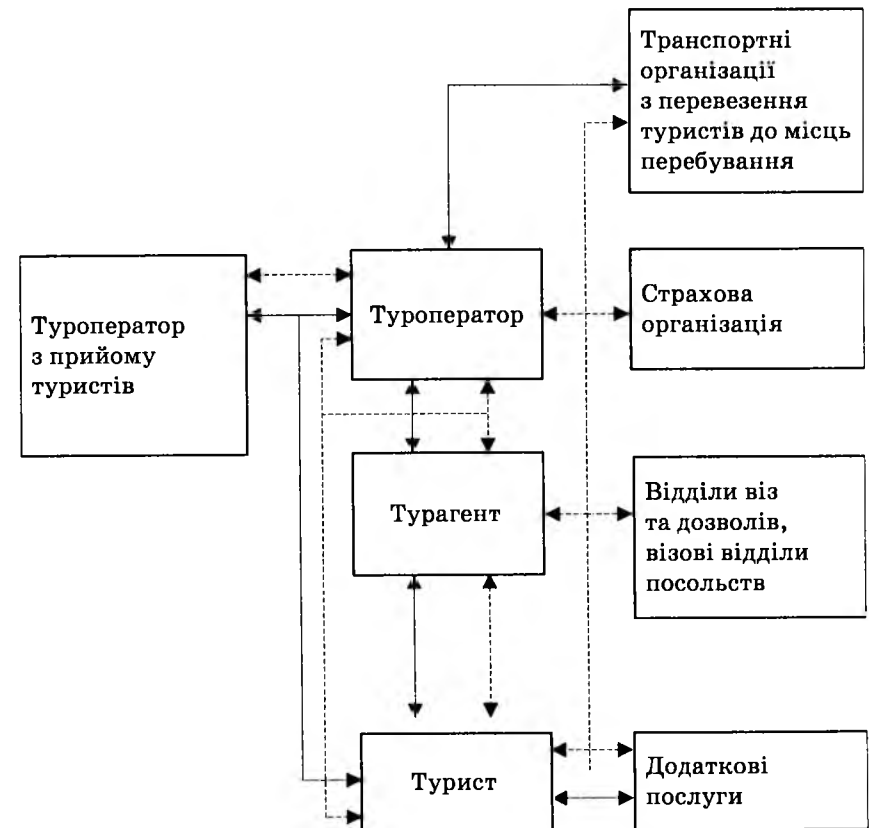 Транспортні
організації
з перевезення
туристів до місць
перебування
Туроператор
з прийому
туристів
Туроператор
Страхова
організація
Турагент
Відділи віз
та дозволів,
візові відділи
посольств
Турист
Додаткові
послуги